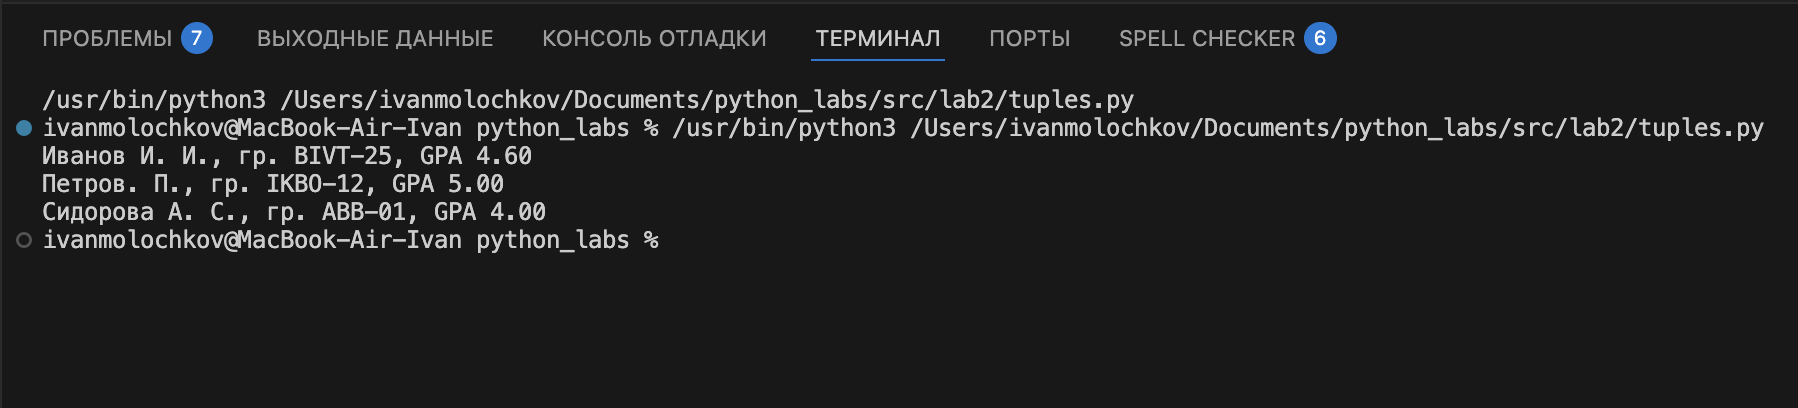 ПРОБЛЕМЫ 7 ВЫХОДНЫЕ ДАННЫЕ КОНСОЛЬ ОТЛАДКИ ТЕРМИНАЛ ПОРТЫ SPELL CHECKER 6
/usr/bin/python3 /Users/ivanmolochkov/Documents/python_labs/src/lab2/tuples.py
ivanmolochkov@MacBook-Air-Ivan python_labs % /usr/bin/python3 /Users/ivanmolochkov/Documents/python_labs/src/lab2/tuples.py
Иванов И. И., гр. BIVT-25, GPA 4.60
Петров. П., гр. IKBO-12, GPA 5.00
Сидорова А. С., гр. ABB-01, GPA 4.00
ivanmolochkov@MacBook-Air-Ivan python_labs %